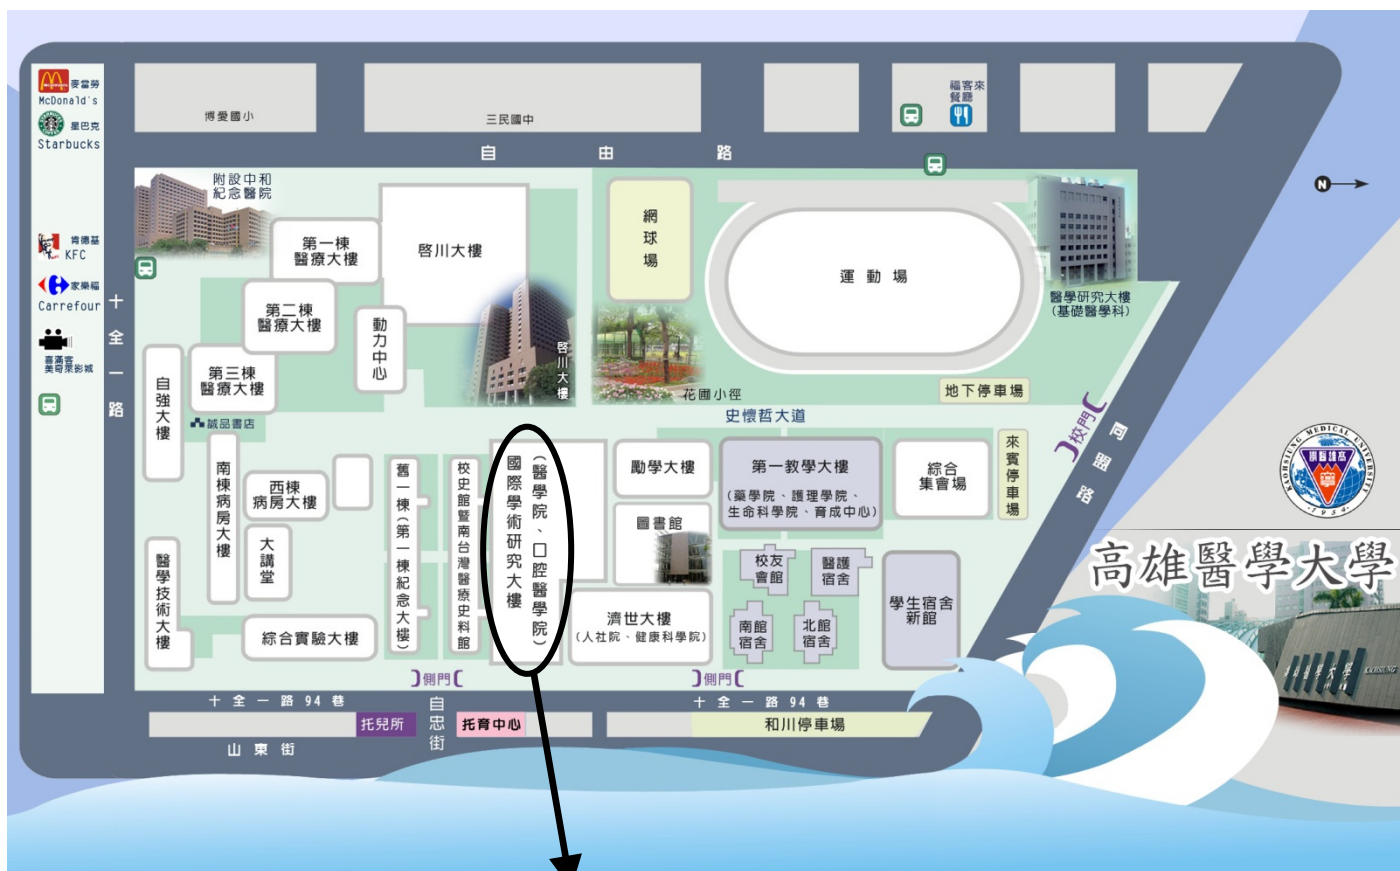 麥當勞
McDonald's
星巴克
Starbucks
肯德基
KFC
家樂福
Carrefour
喜滿客
美奇萊影城
十全一路
博愛國小
三民國中
福客來
餐廳
自由路
附設中和
紀念醫院
第一棟
醫療大樓
啓川大樓
第二棟
醫療大樓
動力中心
第三棟
醫療大樓
自強大樓
誠品書店
啓川大樓
網球場
花圃小徑
運動場
醫學研究大樓
(基礎醫學科)
地下停車場
史懷哲大道
校門
同盟路
N
南棟病房大樓
西棟
病房大樓
大講堂
醫學技術大樓
綜合實驗大樓
舊一棟(第一棟紀念大樓)
校史館暨南台灣醫療史料館
(醫學院、口腔醫學院)
國際學術研究大樓
勵學大樓
圖書館
濟世大樓
(人社院、健康科學院)
第一教學大樓
(藥學院、護理學院、
生命科學院、育成中心)
綜合
集會場
來賓停車場
校友
會館
醫護
宿舍
南館
宿舍
北館
宿舍
學生宿舍
新館
側門
側門
十全一路94巷
十全一路94巷
托兒所
自忠街
托育中心
和川停車場
山東街
KAOHSIUNG MEDICAL UNIVERSITY
1954
高雄醫學大學